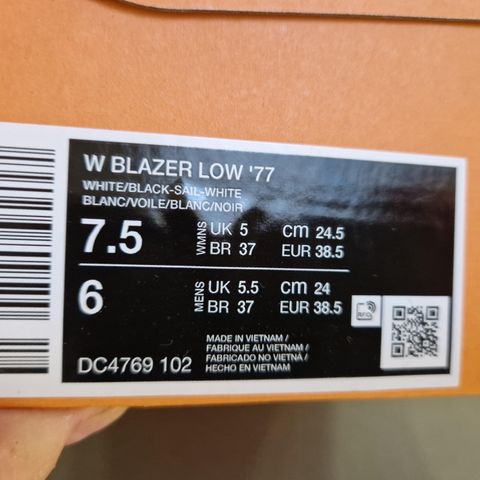 W BLAZER LOW '77
WHITE/BLACK-SAIL-WHITE
BLANC/VOILE/BLANC/NOIR
7.5 WMNS UK 5 CM 24.5
BR 37 EUR 38.5
6 MENS UK 5.5 CM 24
BR 37 EUR 38.5
RFID
MADE IN VIETNAM /
FABRIQUE AU VIETNAM /
FABRICADO NO VIETNÃ /
HECHO EN VIETNAM
DC4769 102